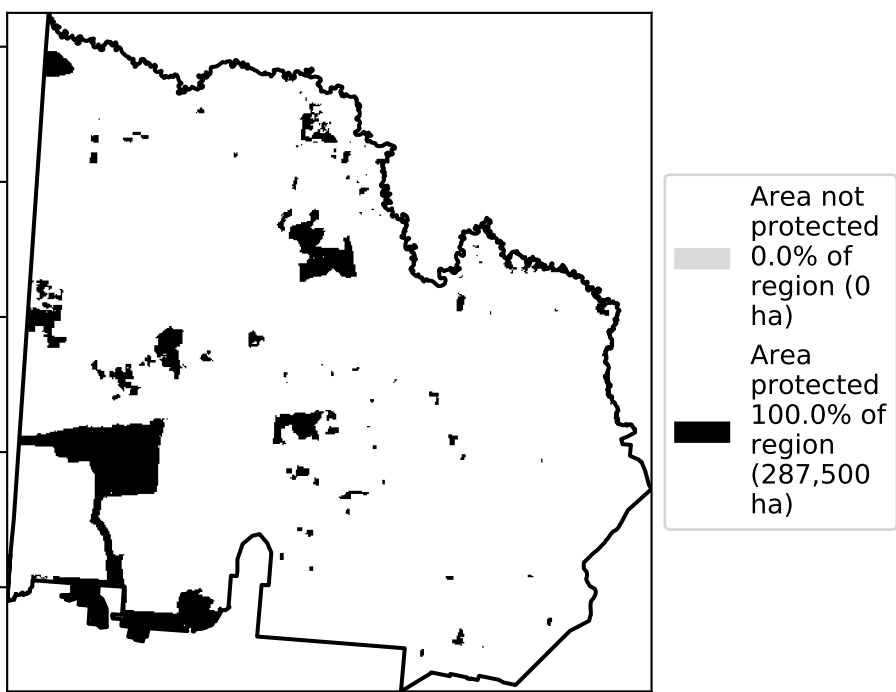 Area not
protected
0.0% of
region (0
ha)
Area
protected
100.0% of
region
(287,500
ha)